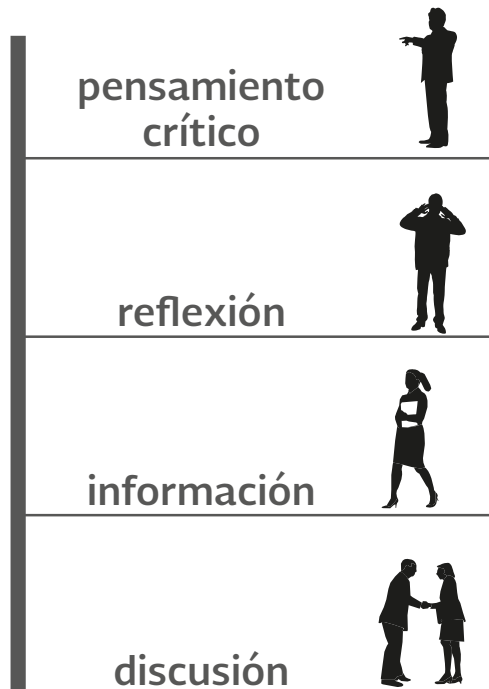 pensamiento
crítico
reflexión
información
discusión